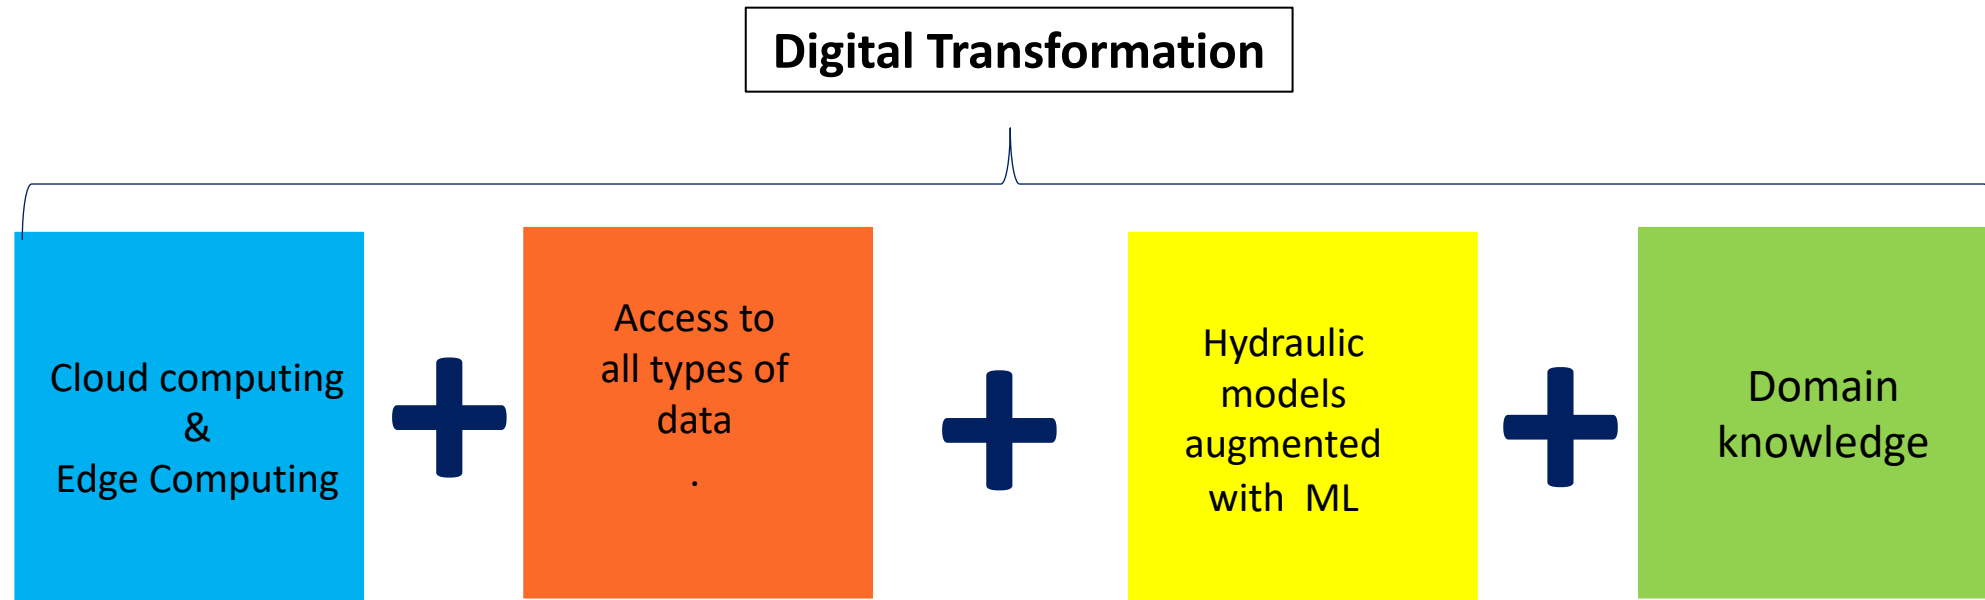 Digital Transformation
Cloud computing
&
Edge Computing
Access to
all types of
data
.
Hydraulic
models
augmented
with  ML
Domain
knowledge